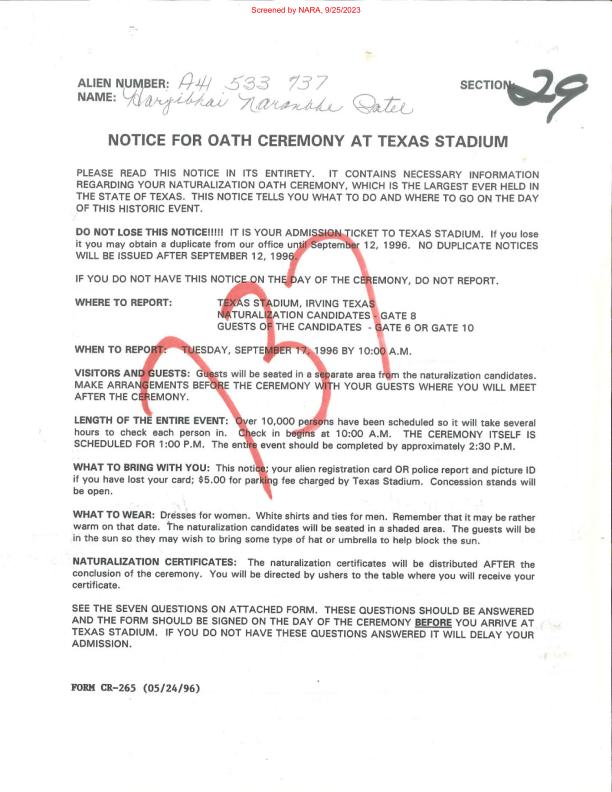 Screened by NARA, 9/25/2023
ALIEN NUMBER: A41 533 737
NAME: Hargibhai Naranbhe Patel
SECTION: 29
NOTICE FOR OATH CEREMONY AT TEXAS STADIUM
PLEASE READ THIS NOTICE IN ITS ENTIRETY. IT CONTAINS NECESSARY INFORMATION
REGARDING YOUR NATURALIZATION OATH CEREMONY, WHICH IS THE LARGEST EVER HELD IN
THE STATE OF TEXAS. THIS NOTICE TELLS YOU WHAT TO DO AND WHERE TO GO ON THE DAY
OF THIS HISTORIC EVENT.
DO NOT LOSE THIS NOTICE!!!!! IT IS YOUR ADMISSION TICKET TO TEXAS STADIUM. If you lose
it you may obtain a duplicate from our office until September 12, 1996. NO DUPLICATE NOTICES
WILL BE ISSUED AFTER SEPTEMBER 12, 1996.
IF YOU DO NOT HAVE THIS NOTICE ON THE DAY OF THE CEREMONY, DO NOT REPORT.
WHERE TO REPORT: TEXAS STADIUM, IRVING TEXAS
NATURALIZATION CANDIDATES - GATE 8
GUESTS OF THE CANDIDATES - GATE 6 OR GATE 10
WHEN TO REPORT: TUESDAY, SEPTEMBER 17, 1996 BY 10:00 A.M.
VISITORS AND GUESTS: Guests will be seated in a separate area from the naturalization candidates.
MAKE ARRANGEMENTS BEFORE THE CEREMONY WITH YOUR GUESTS WHERE YOU WILL MEET
AFTER THE CEREMONY.
LENGTH OF THE ENTIRE EVENT: Over 10,000 persons have been scheduled so it will take several
hours to check each person in. Check in begins at 10:00 A.M. THE CEREMONY ITSELF IS
SCHEDULED FOR 1:00 P.M. The entire event should be completed by approximately 2:30 P.M.
WHAT TO BRING WITH YOU: This notice; your alien registration card OR police report and picture ID
if you have lost your card; $5.00 for parking fee charged by Texas Stadium. Concession stands will
be open.
WHAT TO WEAR: Dresses for women. White shirts and ties for men. Remember that it may be rather
warm on that date. The naturalization candidates will be seated in a shaded area. The guests will be
in the sun so they may wish to bring some type of hat or umbrella to help block the sun.
NATURALIZATION CERTIFICATES: The naturalization certificates will be distributed AFTER the
conclusion of the ceremony. You will be directed by ushers to the table where you will receive your
certificate.
SEE THE SEVEN QUESTIONS ON ATTACHED FORM. THESE QUESTIONS SHOULD BE ANSWERED
AND THE FORM SHOULD BE SIGNED ON THE DAY OF THE CEREMONY BEFORE YOU ARRIVE AT
TEXAS STADIUM. IF YOU DO NOT HAVE THESE QUESTIONS ANSWERED IT WILL DELAY YOUR
ADMISSION.
737
FORM CR-265 (05/24/96)